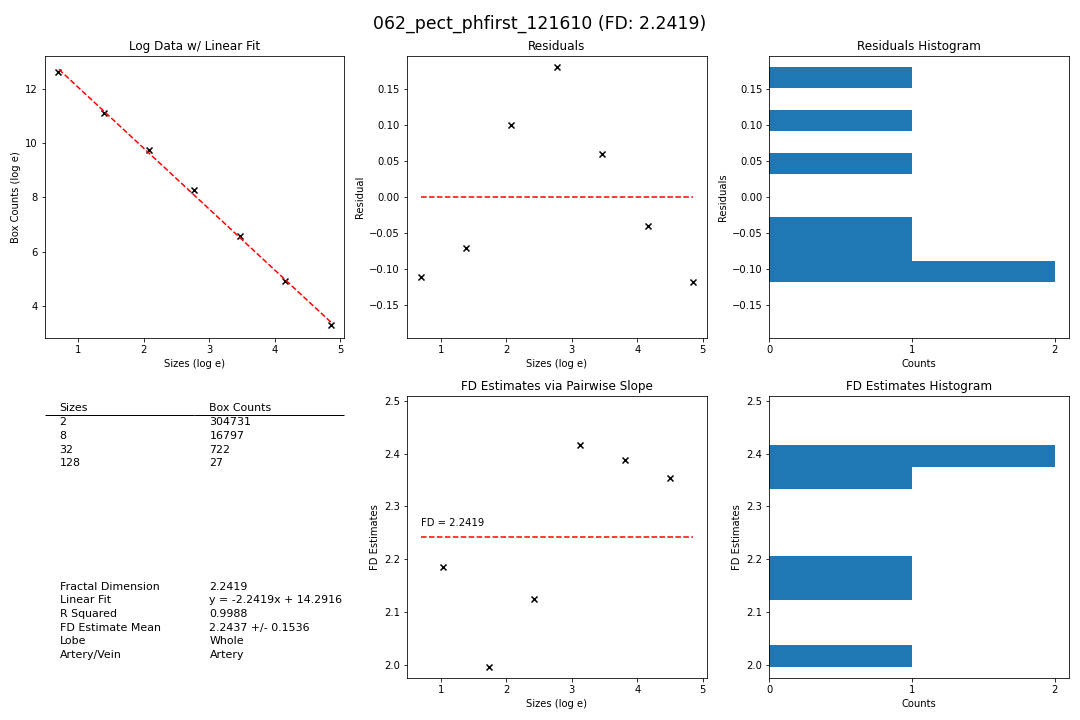 062_pect_phfirst_121610 (FD: 2.2419)
Log Data w/ Linear Fit
Box Counts (log e)
12
10
8
6
4
1 2 3 4 5
Sizes (log e)
Residuals
Residual
0.15
0.10
0.05
0.00
−0.05
−0.10
−0.15
1 2 3 4 5
Sizes (log e)
Residuals Histogram
Residuals
0.15
0.10
0.05
0.00
−0.05
−0.10
−0.15
0 1 2
Counts
Sizes Box Counts
2 304731
8 16797
32 722
128 27
Fractal Dimension 2.2419
Linear Fit y = -2.2419x + 14.2916
R Squared 0.9988
FD Estimate Mean 2.2437 +/- 0.1536
Lobe Whole
Artery/Vein Artery
FD Estimates via Pairwise Slope
FD Estimates
2.5
2.4
2.3
2.2
2.1
2.0
FD = 2.2419
1 2 3 4 5
Sizes (log e)
FD Estimates Histogram
FD Estimates
2.5
2.4
2.3
2.2
2.1
2.0
0 1 2
Counts